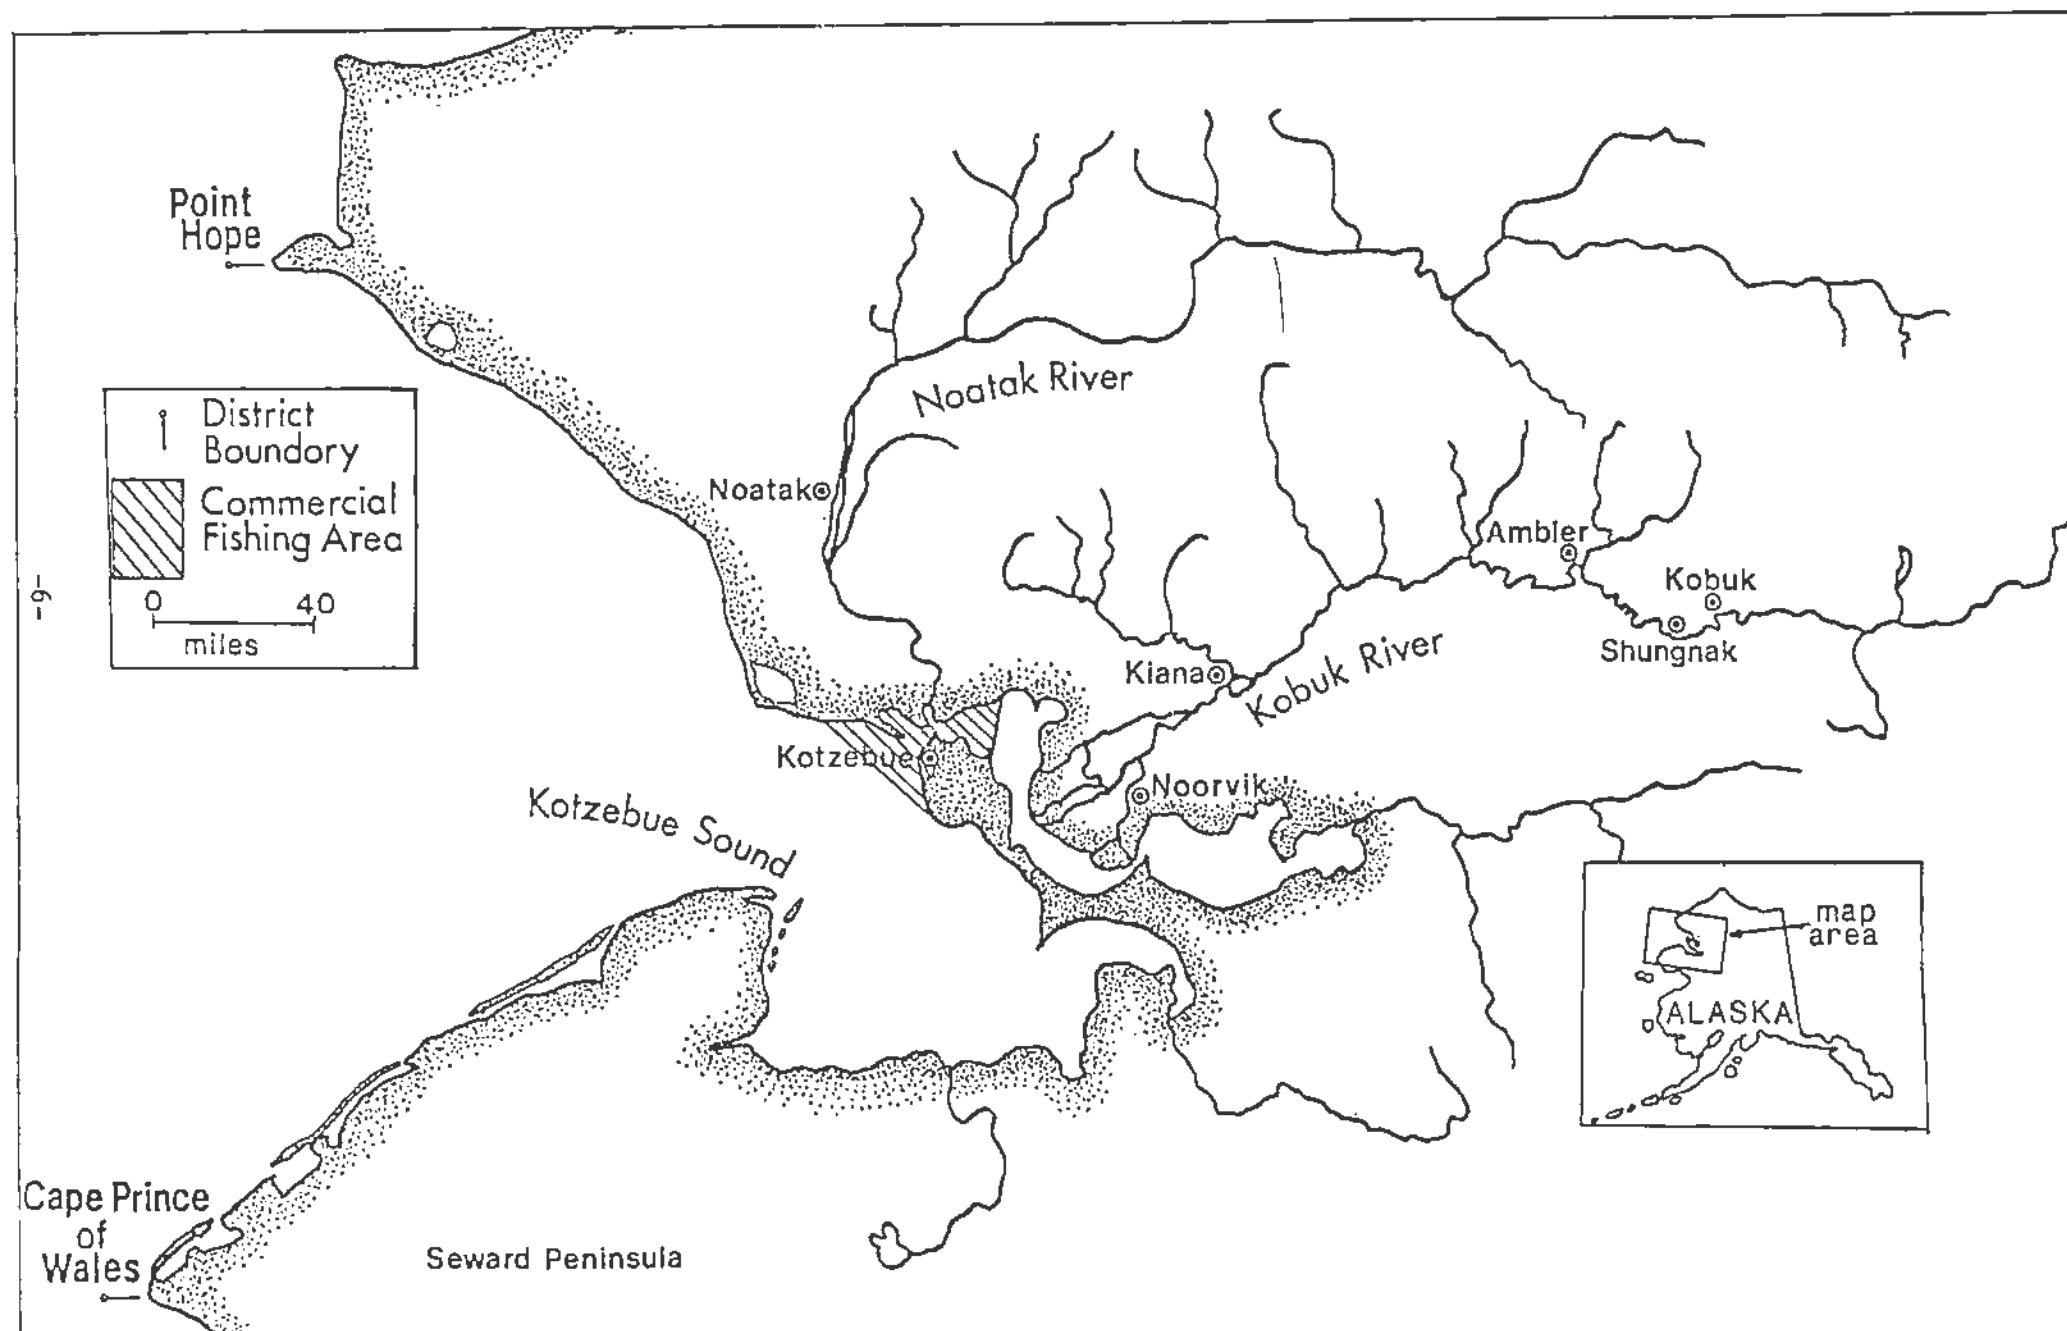 Point
Hope
District
Boundory
Commercial
Fishing Area
0 40
miles
-6-
Noatak River
Noatak
Ambler
Kobuk
Shungnak
Kiana
Kobuk River
Kotzebue
Noorvik
Kotzebue Sound
map
area
ALASKA
Cape Prince
of
Wales
Seward Peninsula